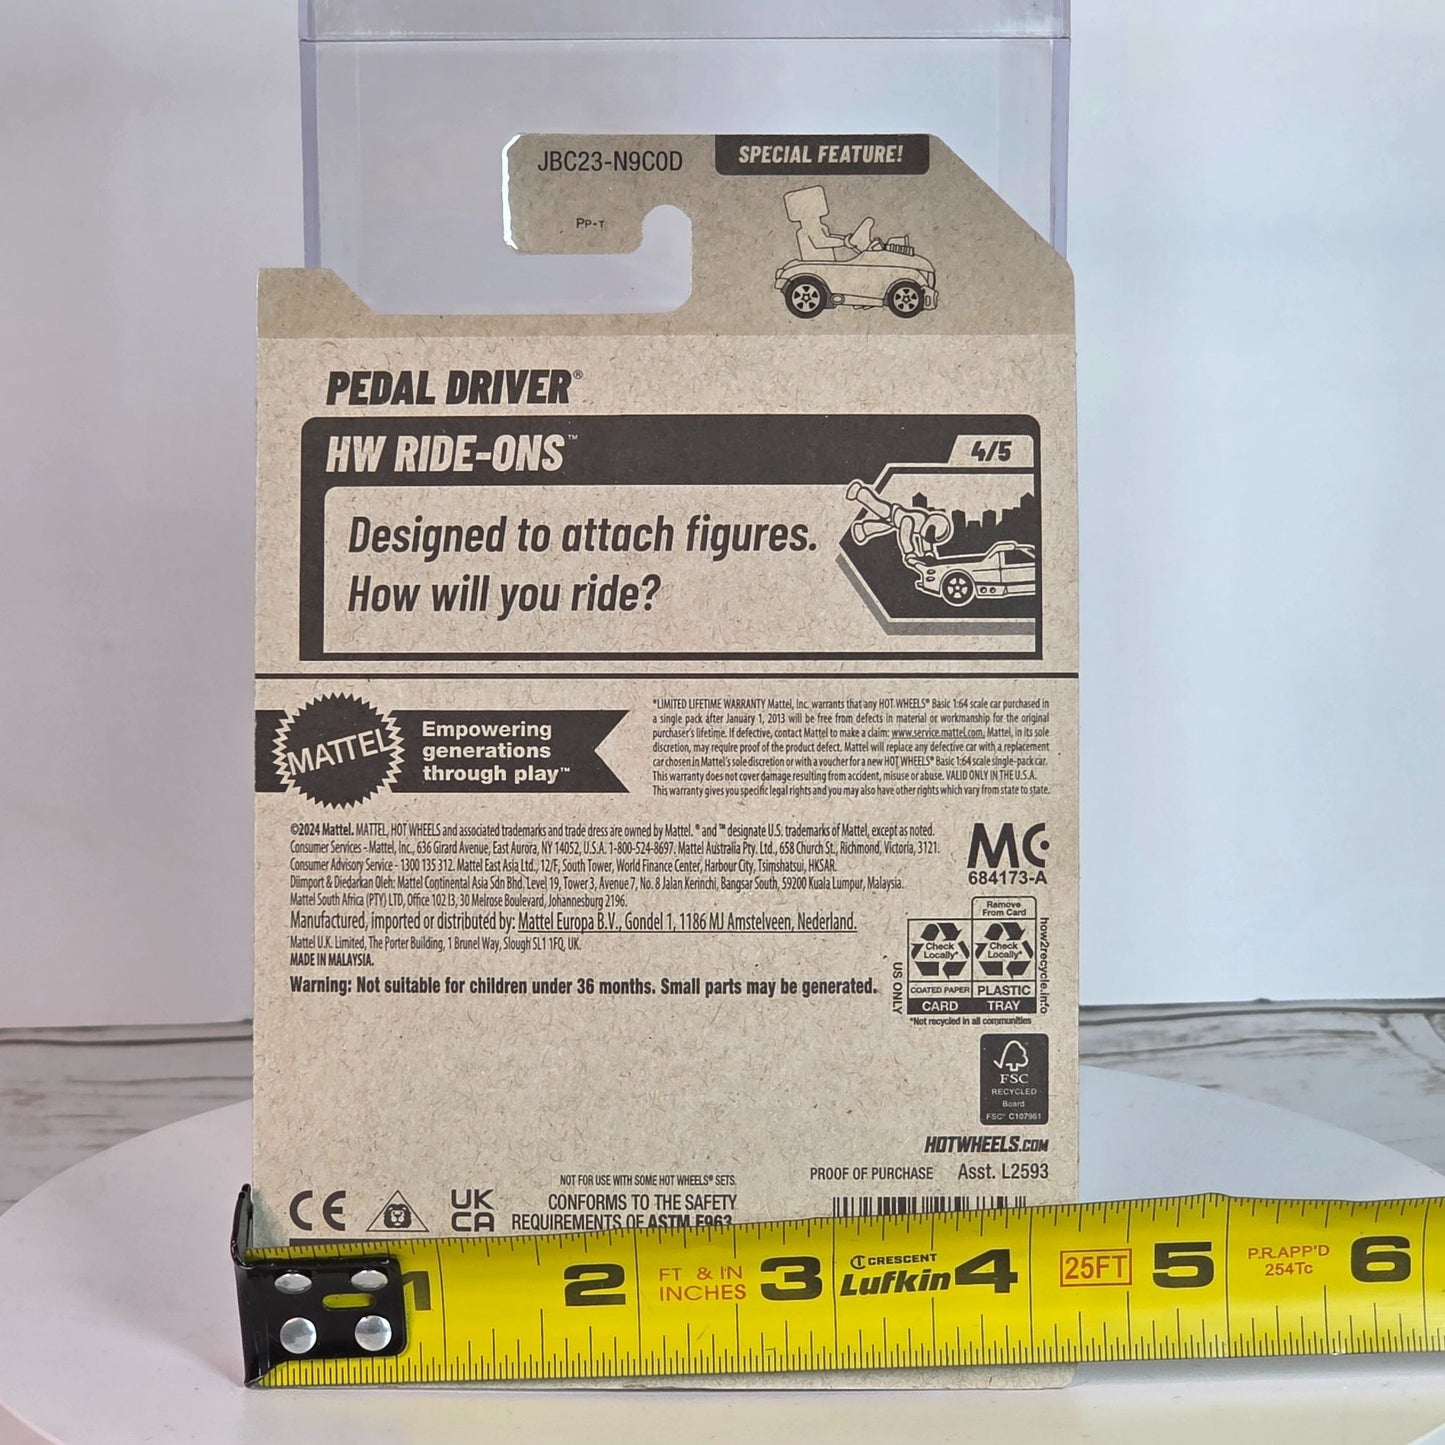 JBC23-N9C0D
SPECIAL FEATURE!
PP-T
PEDAL DRIVER®
HW RIDE-ONS™
4/5
Designed to attach figures.
How will you ride?
MATTEL
Empowering
generations
through play™
*LIMITED LIFETIME WARRANTY Mattel, Inc. warrants that any HOT WHEELS® Basic 1:64 scale car purchased in
a single pack after January 1, 2013 will be free from defects in material or workmanship for the original
purchaser's lifetime. If defective, contact Mattel to make a claim: www.service.mattel.com. Mattel, in its sole
discretion, may require proof of the product defect. Mattel will replace any defective car with a replacement
car chosen in Mattel's sole discretion or with a voucher for a new HOT WHEELS® Basic 1:64 scale single-pack car.
This warranty does not cover damage resulting from accident, misuse or abuse. VALID ONLY IN THE U.S.A.
This warranty gives you specific legal rights and you may also have other rights which vary from state to state.
©2024 Mattel. MATTEL, HOT WHEELS and associated trademarks and trade dress are owned by Mattel. ® and ™ designate U.S. trademarks of Mattel, except as noted.
Consumer Services - Mattel, Inc., 636 Girard Avenue, East Aurora, NY 14052, U.S.A. 1-800-524-8697. Mattel Australia Pty. Ltd., 658 Church St., Richmond, Victoria, 3121.
Consumer Advisory Service - 1300 135 312. Mattel East Asia Ltd., 12/F, South Tower, World Finance Center, Harbour City, Tsimshatsui, HKSAR.
Diimport & Diedarkan Oleh: Mattel Continental Asia Sdn Bhd. Level 19, Tower 3, Avenue 7, No. 8 Jalan Kerinchi, Bangsar South, 59200 Kuala Lumpur, Malaysia.
Mattel South Africa (PTY) LTD, Office 102 I3, 30 Melrose Boulevard, Johannesburg 2196.
Manufactured, imported or distributed by: Mattel Europa B.V., Gondel 1, 1186 MJ Amstelveen, Nederland.
Mattel U.K. Limited, The Porter Building, 1 Brunel Way, Slough SL1 1FQ, UK.
MADE IN MALAYSIA.
Warning: Not suitable for children under 36 months. Small parts may be generated.
MC
684173-A
Remove
From Card
Check
Locally*
Check
Locally*
COATED PAPER
PLASTIC
CARD
TRAY
US ONLY
how2recycle.info
*Not recycled in all communities
FSC
RECYCLED
Board
FSC® C107961
HOTWHEELS.COM
PROOF OF PURCHASE
Asst. L2593
NOT FOR USE WITH SOME HOT WHEELS® SETS.
CE
UK
CA
CONFORMS TO THE SAFETY
REQUIREMENTS OF ASTM F963
1
2
FT & IN
INCHES
3
CRESCENT
Lufkin
4
25FT
5
P.R.APP'D
254Tc
6